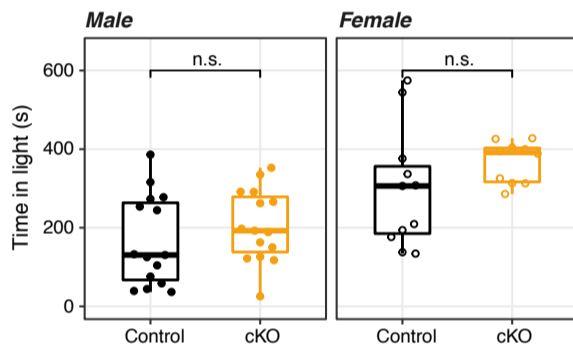 Male
Female
n.s.
n.s.
Time in light (s)
600
400
200
0
Control
cKO
Control
cKO